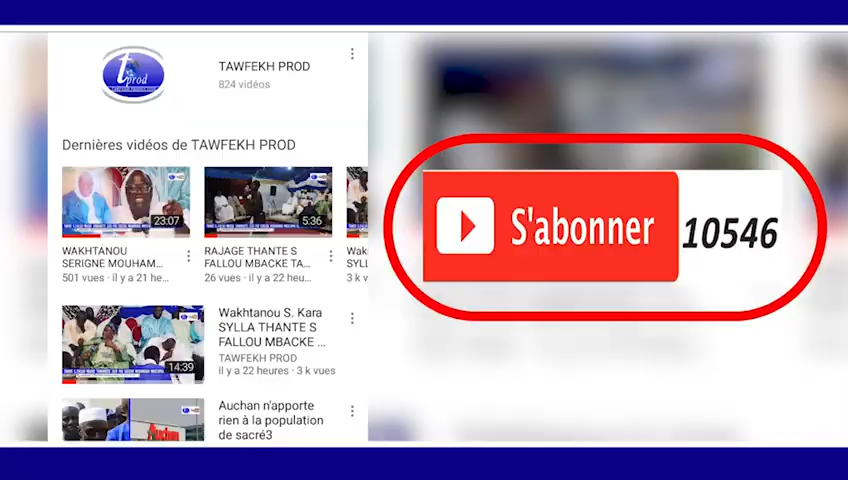 t
prod
TAWFEKH PROD
824 vidéos
Dernières vidéos de TAWFEKH PROD
23:07
5:36
WAKHTANOU
SERIGNE MOUHAM...
501 vues · il y a 21 he...
RAJAGE THANTE S
FALLOU MBACKE TA...
26 vues · il y a 22 heu...
Wak
SYLL
3 k v
14:39
Wakhtanou S. Kara
SYLLA THANTE S
FALLOU MBACKE ...
TAWFEKH PROD
il y a 22 heures · 3 k vues
Auchan n'apporte
rien à la population
de sacré3
S'abonner
10546